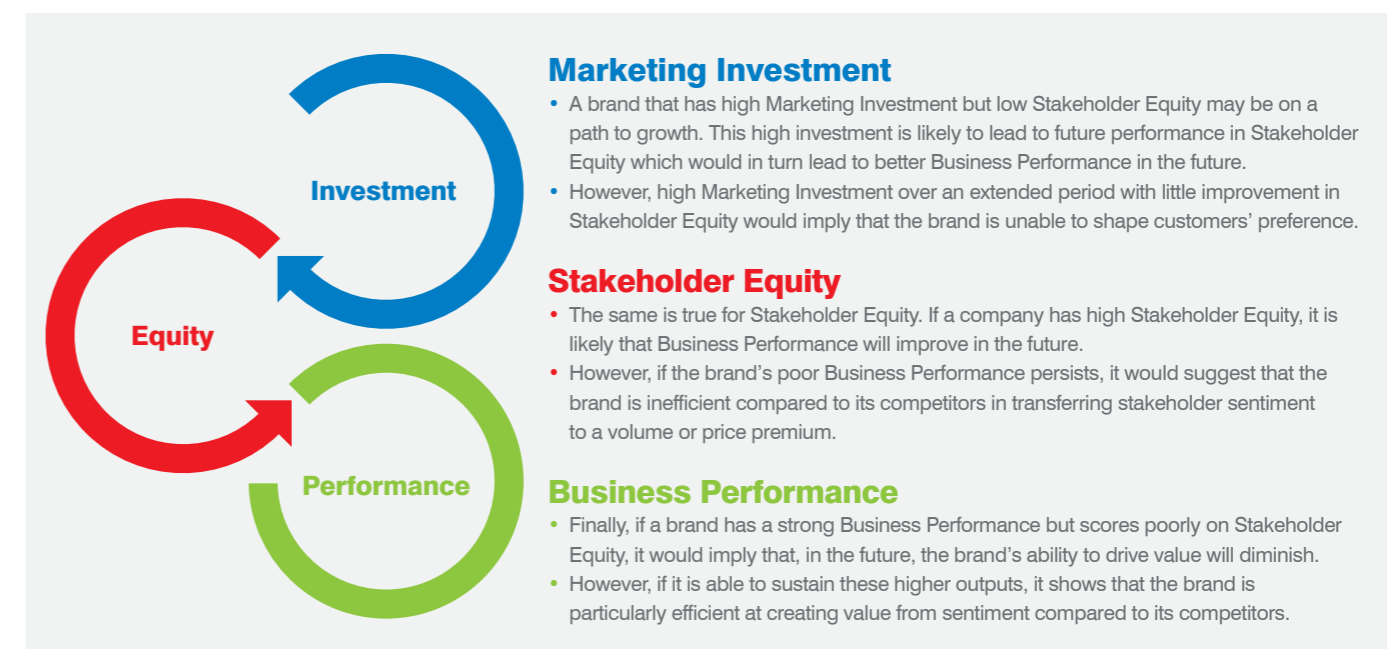 Investment
Equity
Performance
Marketing Investment
• A brand that has high Marketing Investment but low Stakeholder Equity may be on a
path to growth. This high investment is likely to lead to future performance in Stakeholder
Equity which would in turn lead to better Business Performance in the future.
• However, high Marketing Investment over an extended period with little improvement in
Stakeholder Equity would imply that the brand is unable to shape customers’ preference.
Stakeholder Equity
• The same is true for Stakeholder Equity. If a company has high Stakeholder Equity, it is
likely that Business Performance will improve in the future.
• However, if the brand’s poor Business Performance persists, it would suggest that the
brand is inefficient compared to its competitors in transferring stakeholder sentiment
to a volume or price premium.
Business Performance
• Finally, if a brand has a strong Business Performance but scores poorly on Stakeholder
Equity, it would imply that, in the future, the brand’s ability to drive value will diminish.
• However, if it is able to sustain these higher outputs, it shows that the brand is
particularly efficient at creating value from sentiment compared to its competitors.